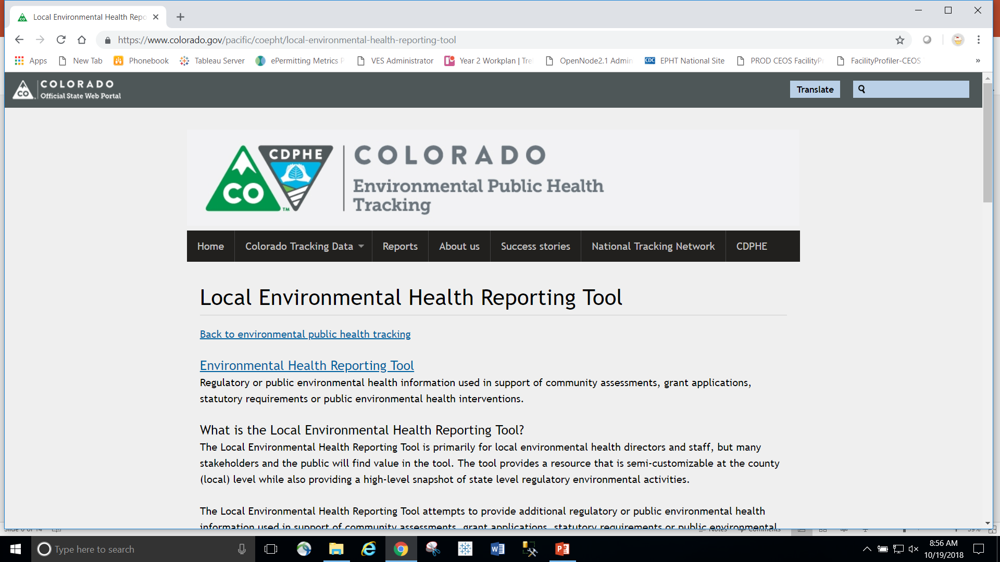 Local Environmental Health Repo
https://www.colorado.gov/pacific/coepht/local-environmental-health-reporting-tool
Apps New Tab Phonebook Tableau Server ePermitting Metrics VES Administrator Year 2 Workplan | Tre OpenNode2.1 Admin CDC EPHT National Site PROD CEOS FacilityP FacilityProfiler-CEOS »
CO COLORADO
Official State Web Portal
Translate
CDPHE
CO
TM
COLORADO
Environmental Public Health
Tracking
Home Colorado Tracking Data Reports About us Success stories National Tracking Network CDPHE
Local Environmental Health Reporting Tool
Back to environmental public health tracking
Environmental Health Reporting Tool
Regulatory or public environmental health information used in support of community assessments, grant applications,
statutory requirements or public environmental health interventions.
What is the Local Environmental Health Reporting Tool?
The Local Environmental Health Reporting Tool is primarily for local environmental health directors and staff, but many
stakeholders and the public will find value in the tool. The tool provides a resource that is semi-customizable at the county
(local) level while also providing a high-level snapshot of state level regulatory environmental activities.
The Local Environmental Health Reporting Tool attempts to provide additional regulatory or public environmental health
information used in support of community assessments, grant applications, statutory requirements or public environmental
Notes Comments
Type here to search
8:56 AM
10/19/2018